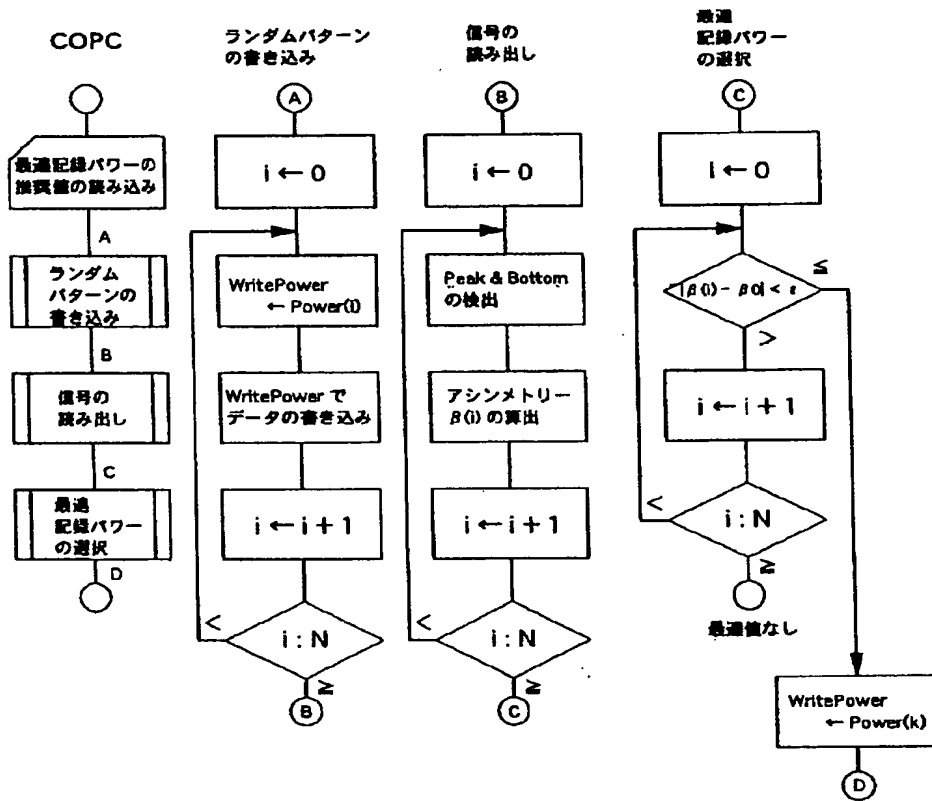 COPC
最適記録パワーの
推奨値の読み込み
A
ランダム
パターンの
書き込み
B
信号の
読み出し
C
最適
記録パワー
の選択
D
ランダムパターン
の書き込み
A
i ← 0
WritePower
← Power(i)
WritePower で
データの書き込み
i ← i + 1
<
i : N
≧
B
信号の
読み出し
B
i ← 0
Peak & Bottom
の検出
アシンメトリー
β(i) の算出
i ← i + 1
<
i : N
≧
C
最適
記録パワー
の選択
C
i ← 0
|β(i) - β0| < ε
≦
>
i ← i + 1
<
i : N
≧
最適値なし
WritePower
← Power(k)
D